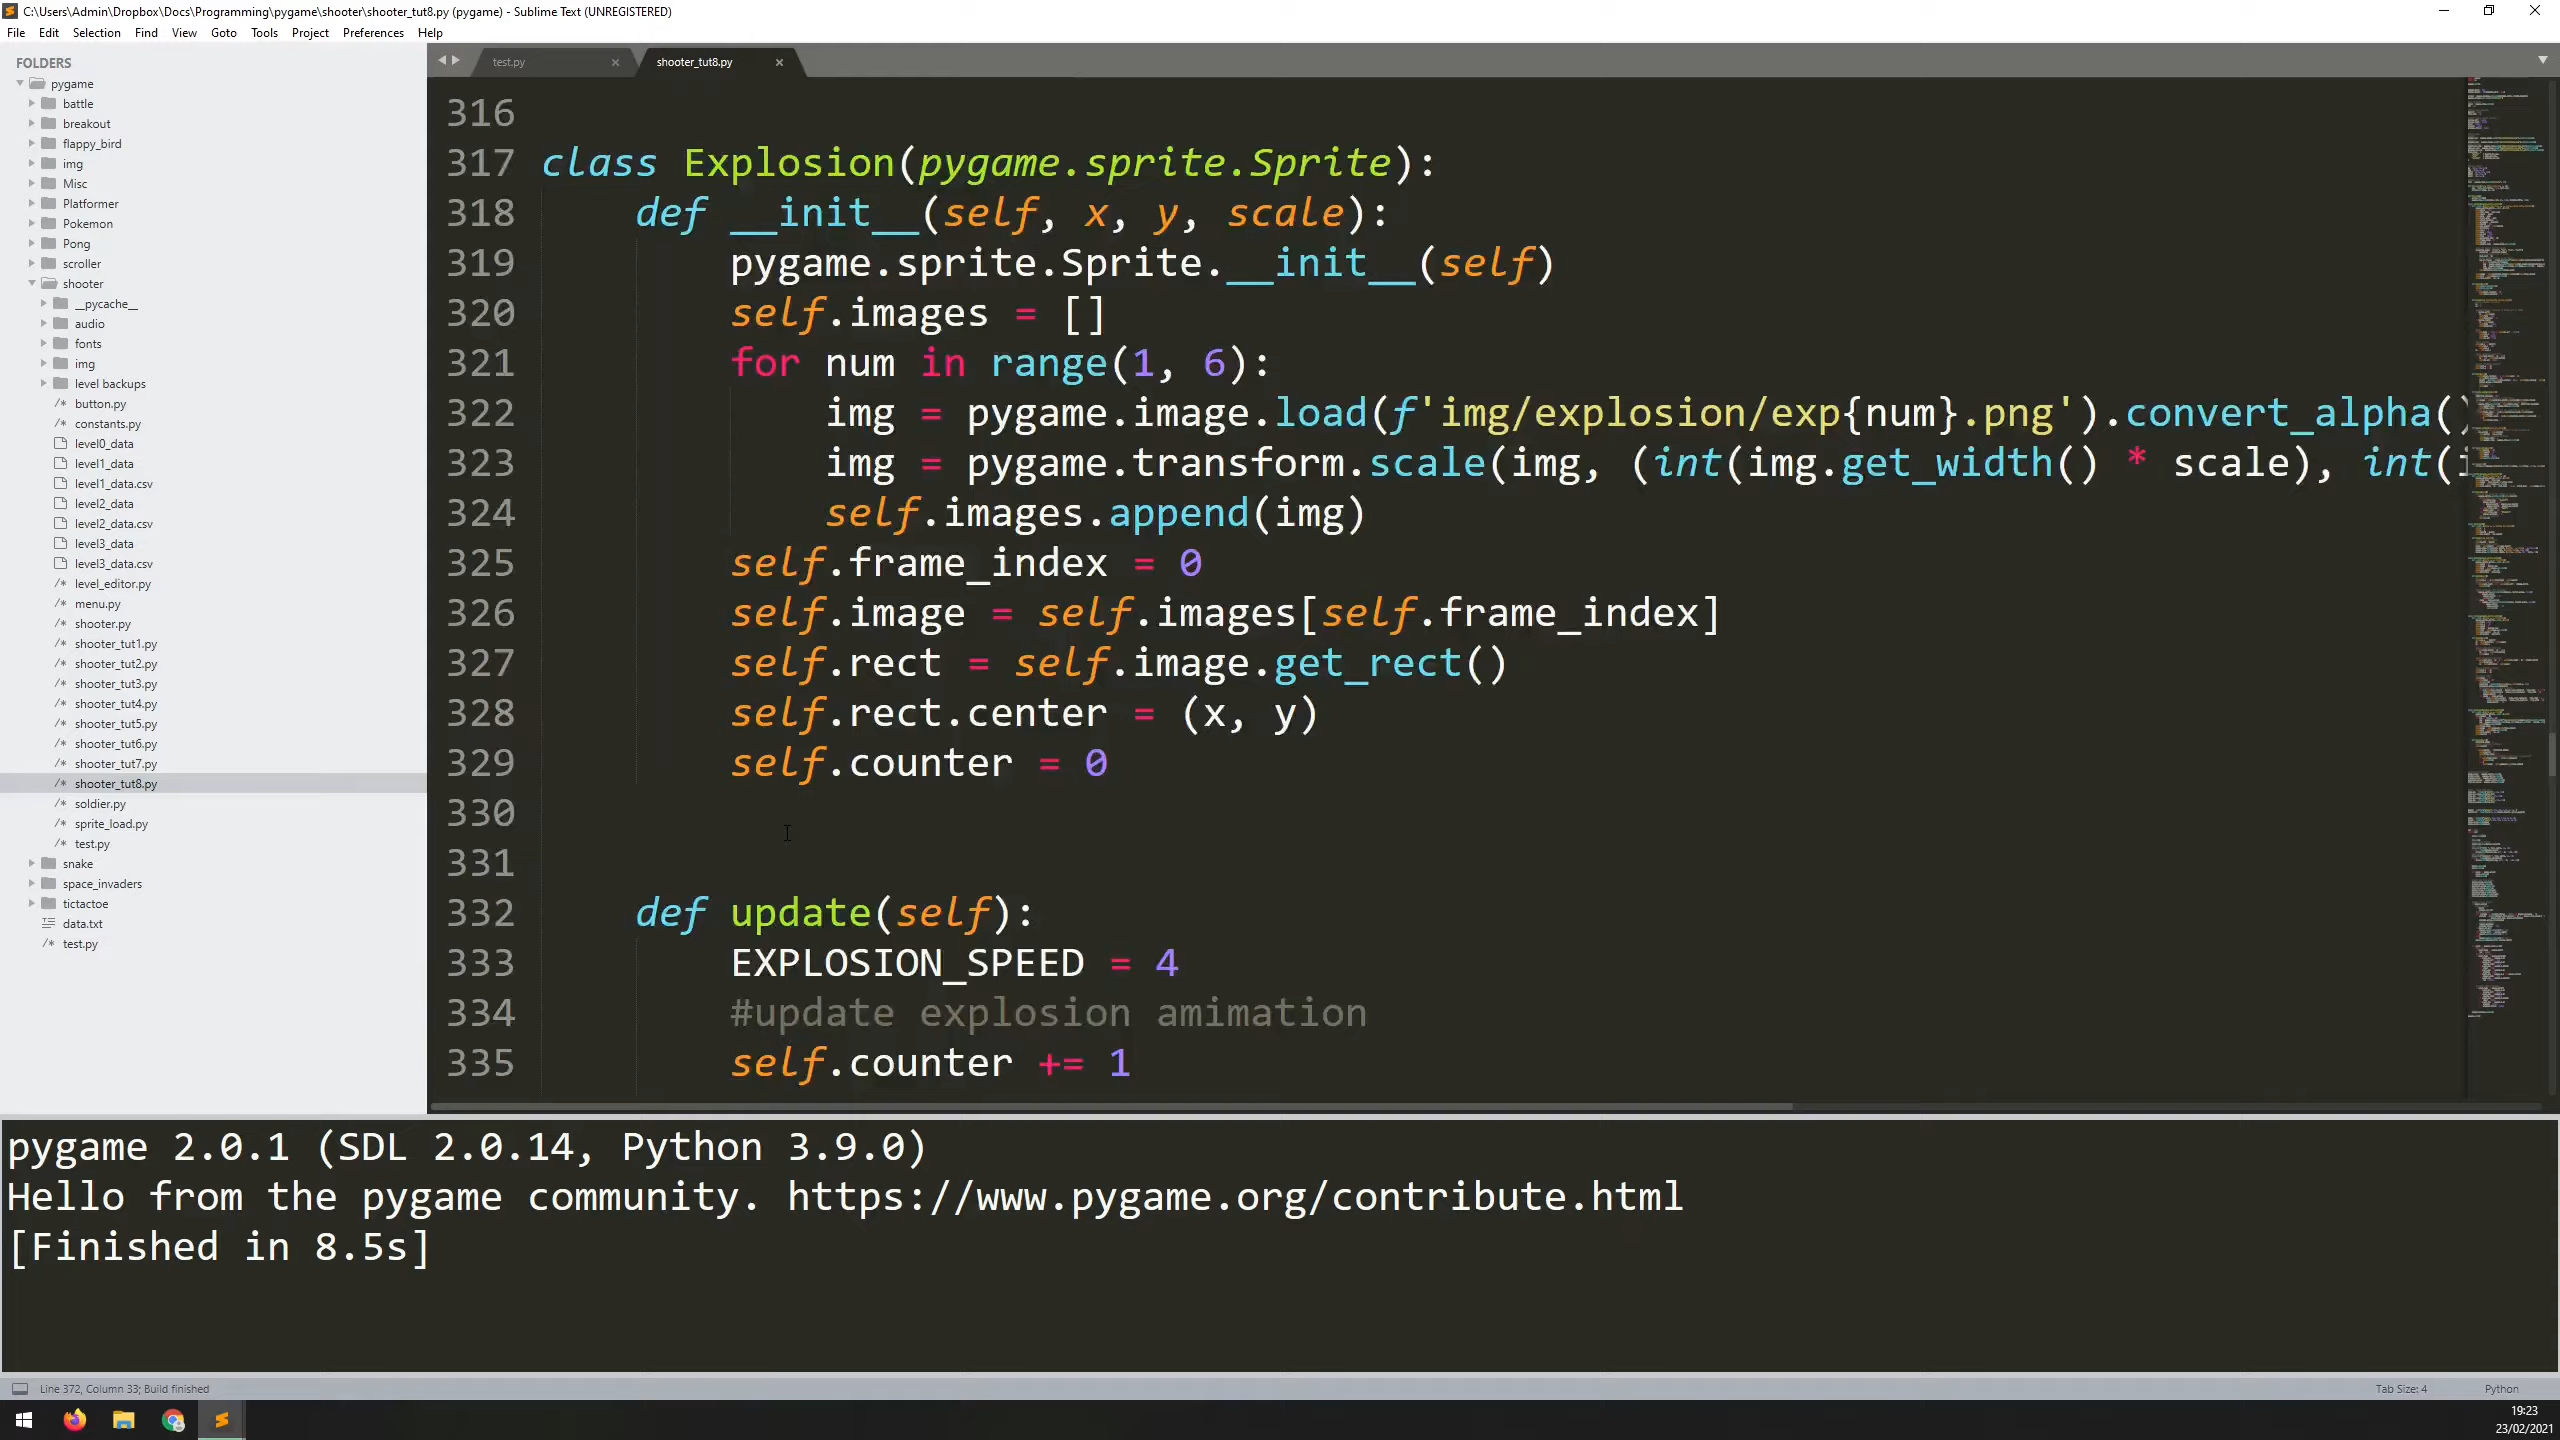 C:\Users\Admin\Dropbox\Docs\Programming\pygame\shooter\shooter_tut8.py (pygame) - Sublime Text (UNREGISTERED)
File Edit Selection Find View Goto Tools Project Preferences Help
FOLDERS
pygame
battle
breakout
flappy_bird
img
Misc
Platformer
Pokemon
Pong
scroller
shooter
__pycache__
audio
fonts
img
level backups
button.py
constants.py
level0_data
level1_data
level1_data.csv
level2_data
level2_data.csv
level3_data
level3_data.csv
level_editor.py
menu.py
shooter.py
shooter_tut1.py
shooter_tut2.py
shooter_tut3.py
shooter_tut4.py
shooter_tut5.py
shooter_tut6.py
shooter_tut7.py
shooter_tut8.py
soldier.py
sprite_load.py
test.py
snake
space_invaders
tictactoe
data.txt
test.py
test.py shooter_tut8.py
316
317 class Explosion(pygame.sprite.Sprite):
318 def __init__(self, x, y, scale):
319 pygame.sprite.Sprite.__init__(self)
320 self.images = []
321 for num in range(1, 6):
322 img = pygame.image.load(f'img/explosion/exp{num}.png').convert_alpha()
323 img = pygame.transform.scale(img, (int(img.get_width() * scale), int(i
324 self.images.append(img)
325 self.frame_index = 0
326 self.image = self.images[self.frame_index]
327 self.rect = self.image.get_rect()
328 self.rect.center = (x, y)
329 self.counter = 0
330
331
332 def update(self):
333 EXPLOSION_SPEED = 4
334 #update explosion amimation
335 self.counter += 1
pygame 2.0.1 (SDL 2.0.14, Python 3.9.0)
Hello from the pygame community. https://www.pygame.org/contribute.html
[Finished in 8.5s]
Line 372, Column 33; Build finished Tab Size: 4 Python
19:23
23/02/2021